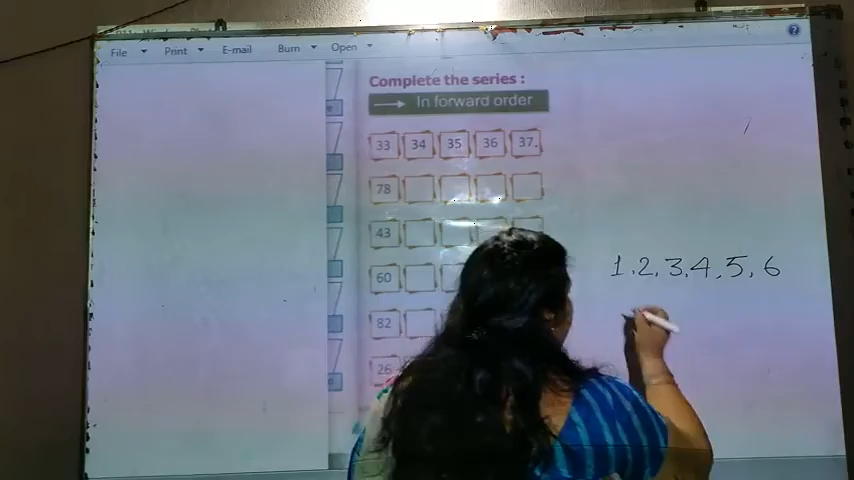 File Print E-mail Burn Open
Complete the series :
In forward order
33 34 35 36 37.
78
43
60
82
26
1, 2, 3, 4, 5, 6